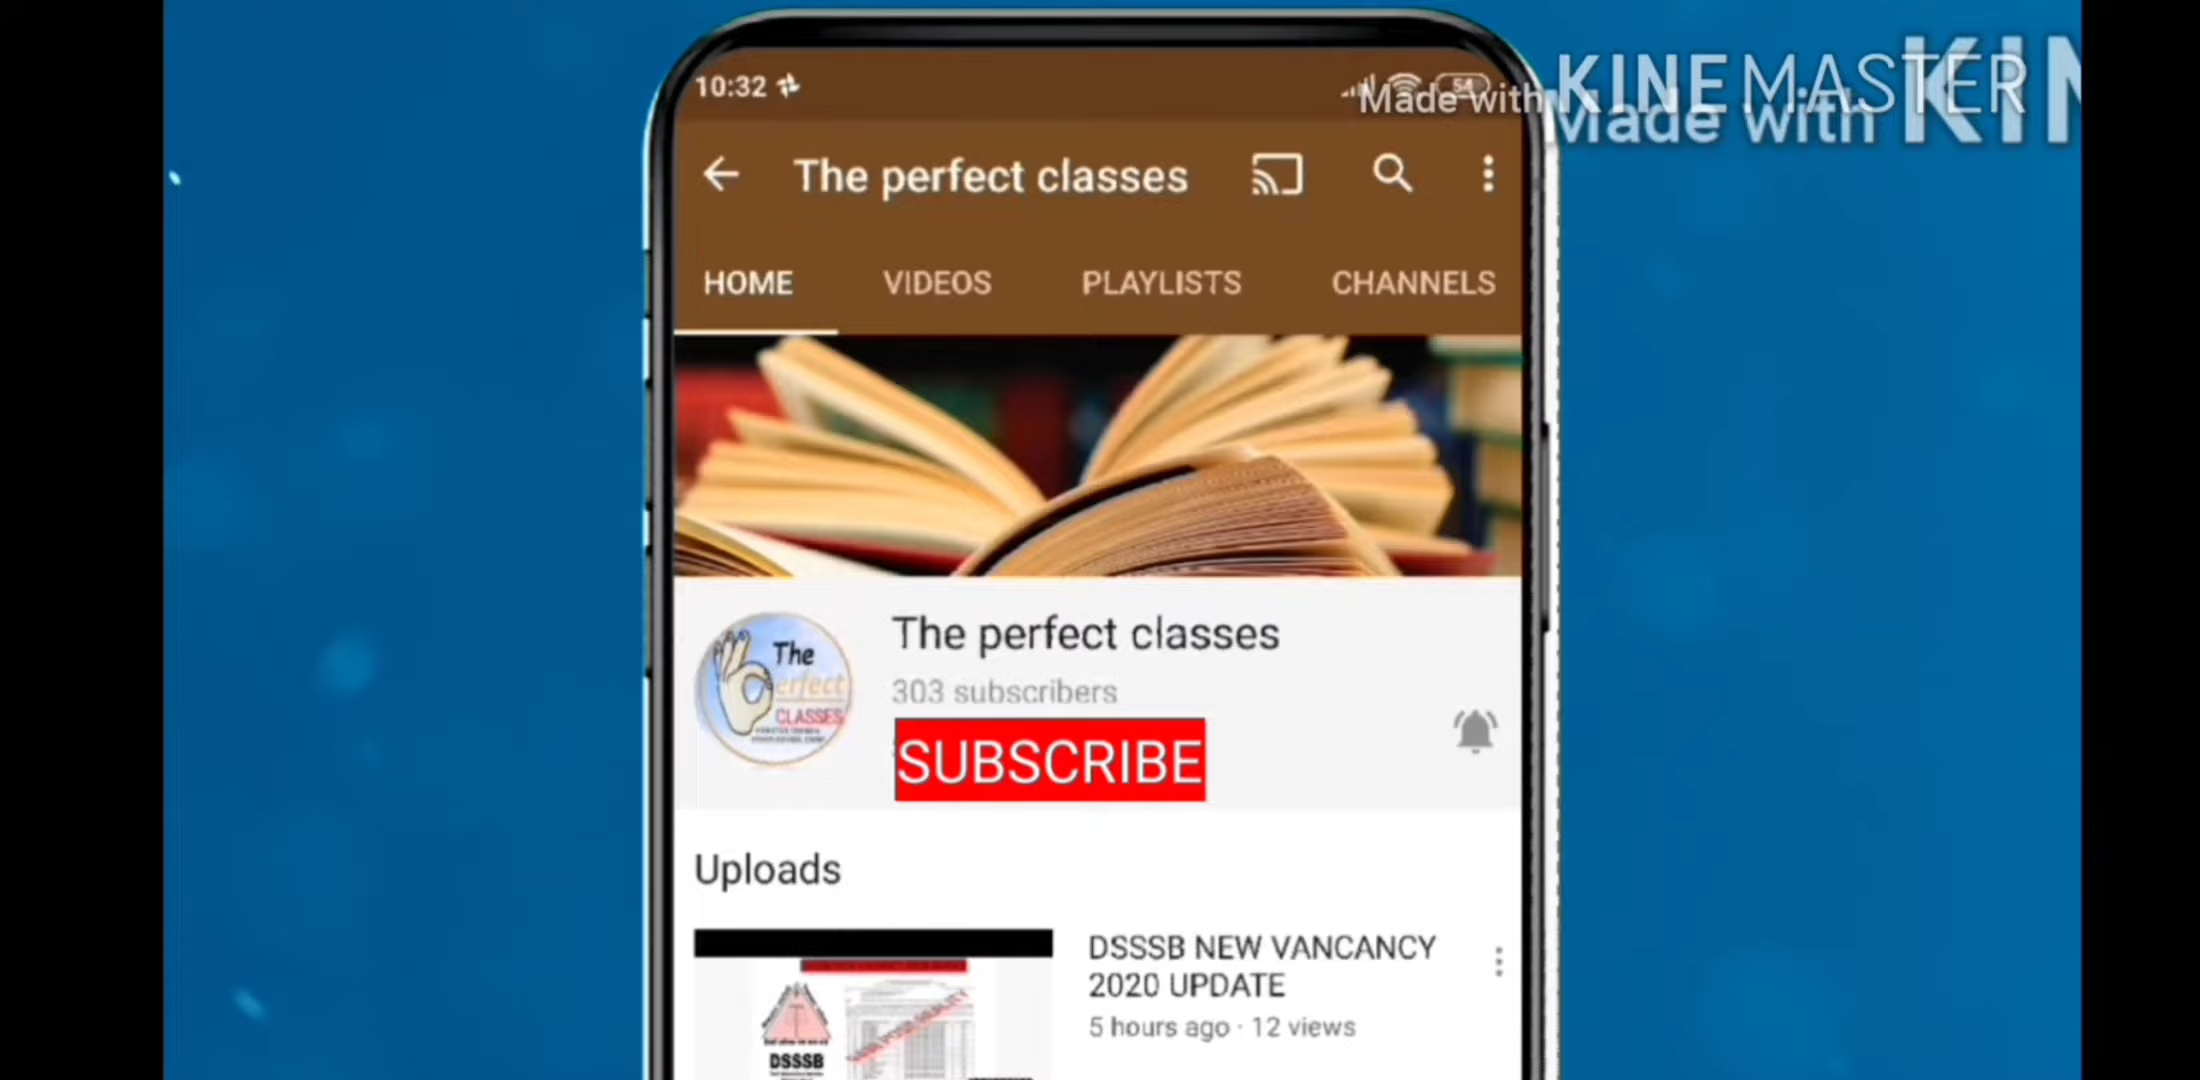 10:32
54
Made with KINEMASTER
Made with KIN
The perfect classes
HOME VIDEOS PLAYLISTS CHANNELS
The perfect classes
303 subscribers
SUBSCRIBE
The
erfect
CLASSES
Uploads
DSSSB NEW VANCANCY
2020 UPDATE
5 hours ago · 12 views
DSSSB